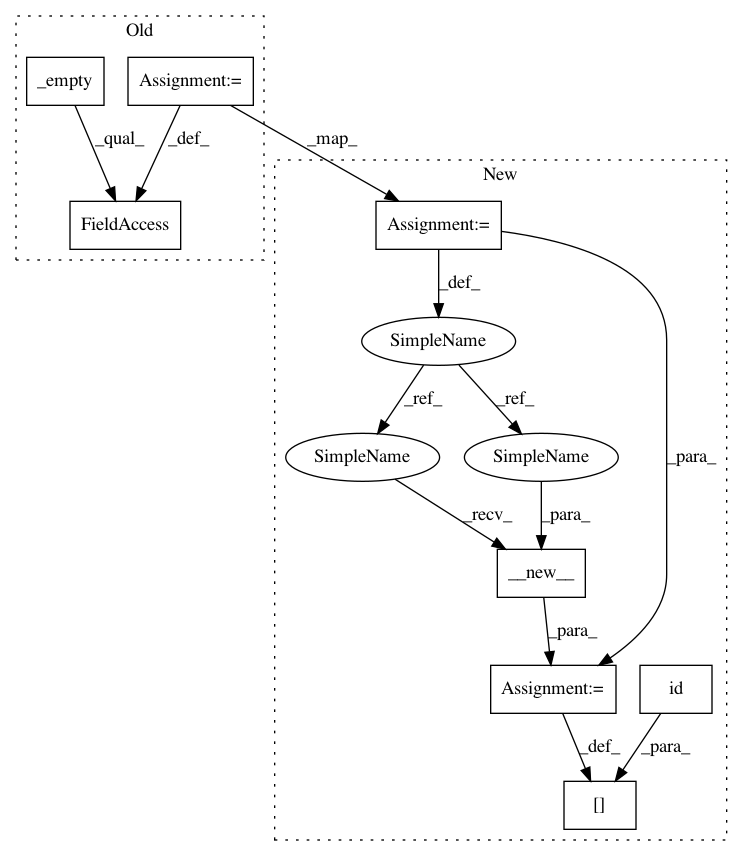 Old
_empty
Assignment:=
_qual_
_def_
_map_
FieldAccess
New
Assignment:=
_def_
SimpleName
_ref_
_ref_
SimpleName
SimpleName
_para_
_recv_
_para_
__new__
_para_
Assignment:=
id
_def_
_para_
[]